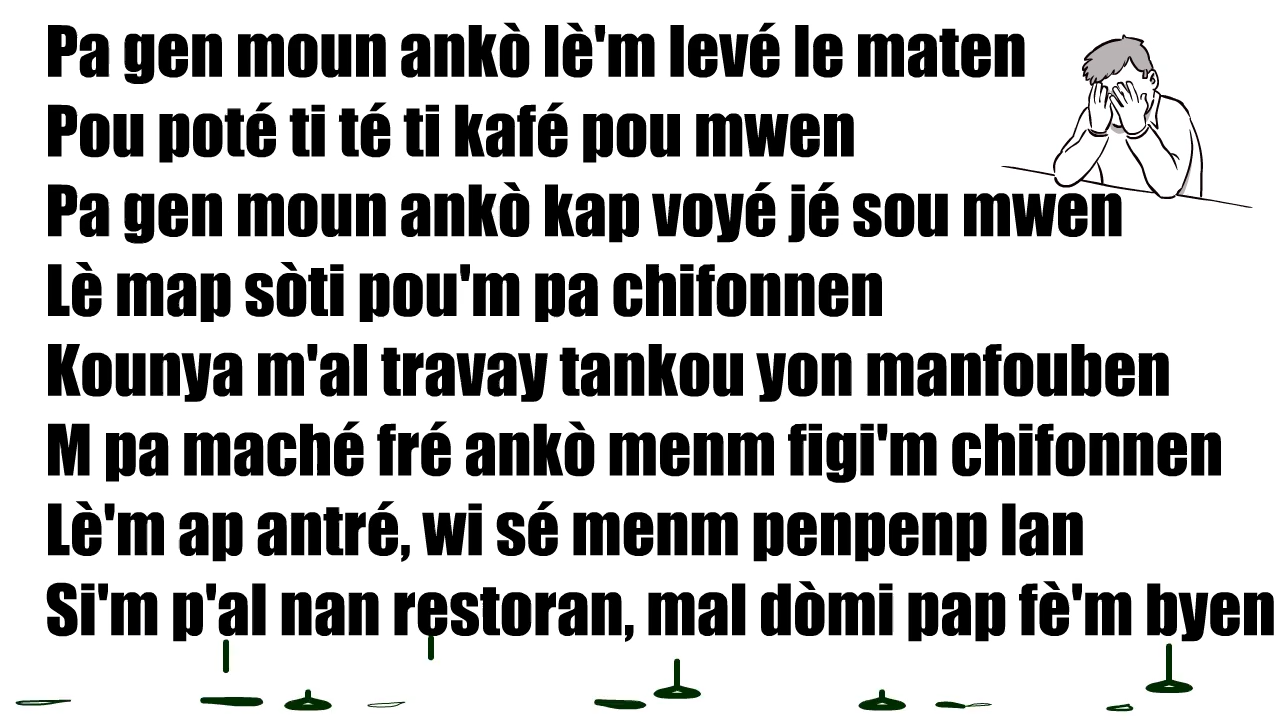 Pa gen moun ankò lè'm levé le maten
Pou poté ti té ti kafé pou mwen
Pa gen moun ankò kap voyé jé sou mwen
Lè map sòti pou'm pa chifonnen
Kounya m'al travay tankou yon manfouben
M pa maché fré ankò menm figi'm chifonnen
Lè'm ap antré, wi sé menm penpenp lan
Si'm p'al nan restoran, mal dòmi pap fè'm byen